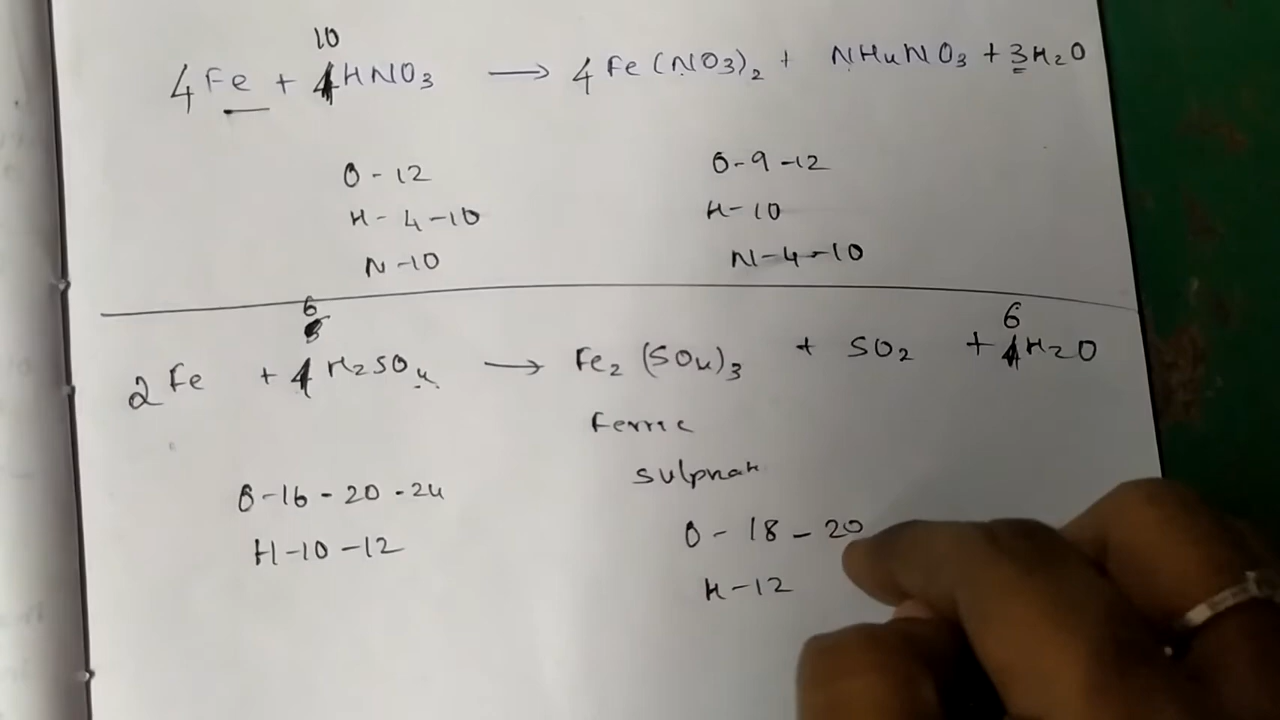 10
4Fe + 4HNO3 → 4Fe(NO3)2 + NH4NO3 + 3H2O
O - 12 O - 9 - 12
H - 4 - 10 H - 10
N - 10 N - 4 - 10
6 6
2Fe + 4H2SO4 → Fe2(SO4)3 + SO2 + 4H2O
Ferric
Sulphat
O - 16 - 20 - 24
O - 18 - 20
H - 10 - 12
H - 12